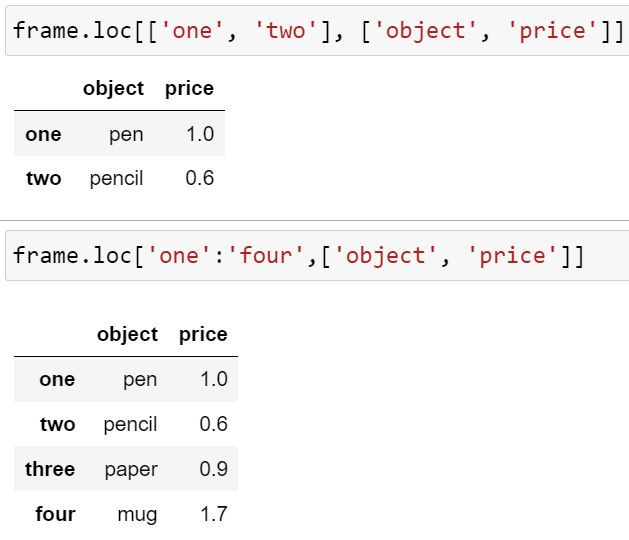 frame.loc[['one', 'two'], ['object', 'price']]
object price
one pen 1.0
two pencil 0.6
frame.loc['one':'four',['object', 'price']]
object price
one pen 1.0
two pencil 0.6
three paper 0.9
four mug 1.7